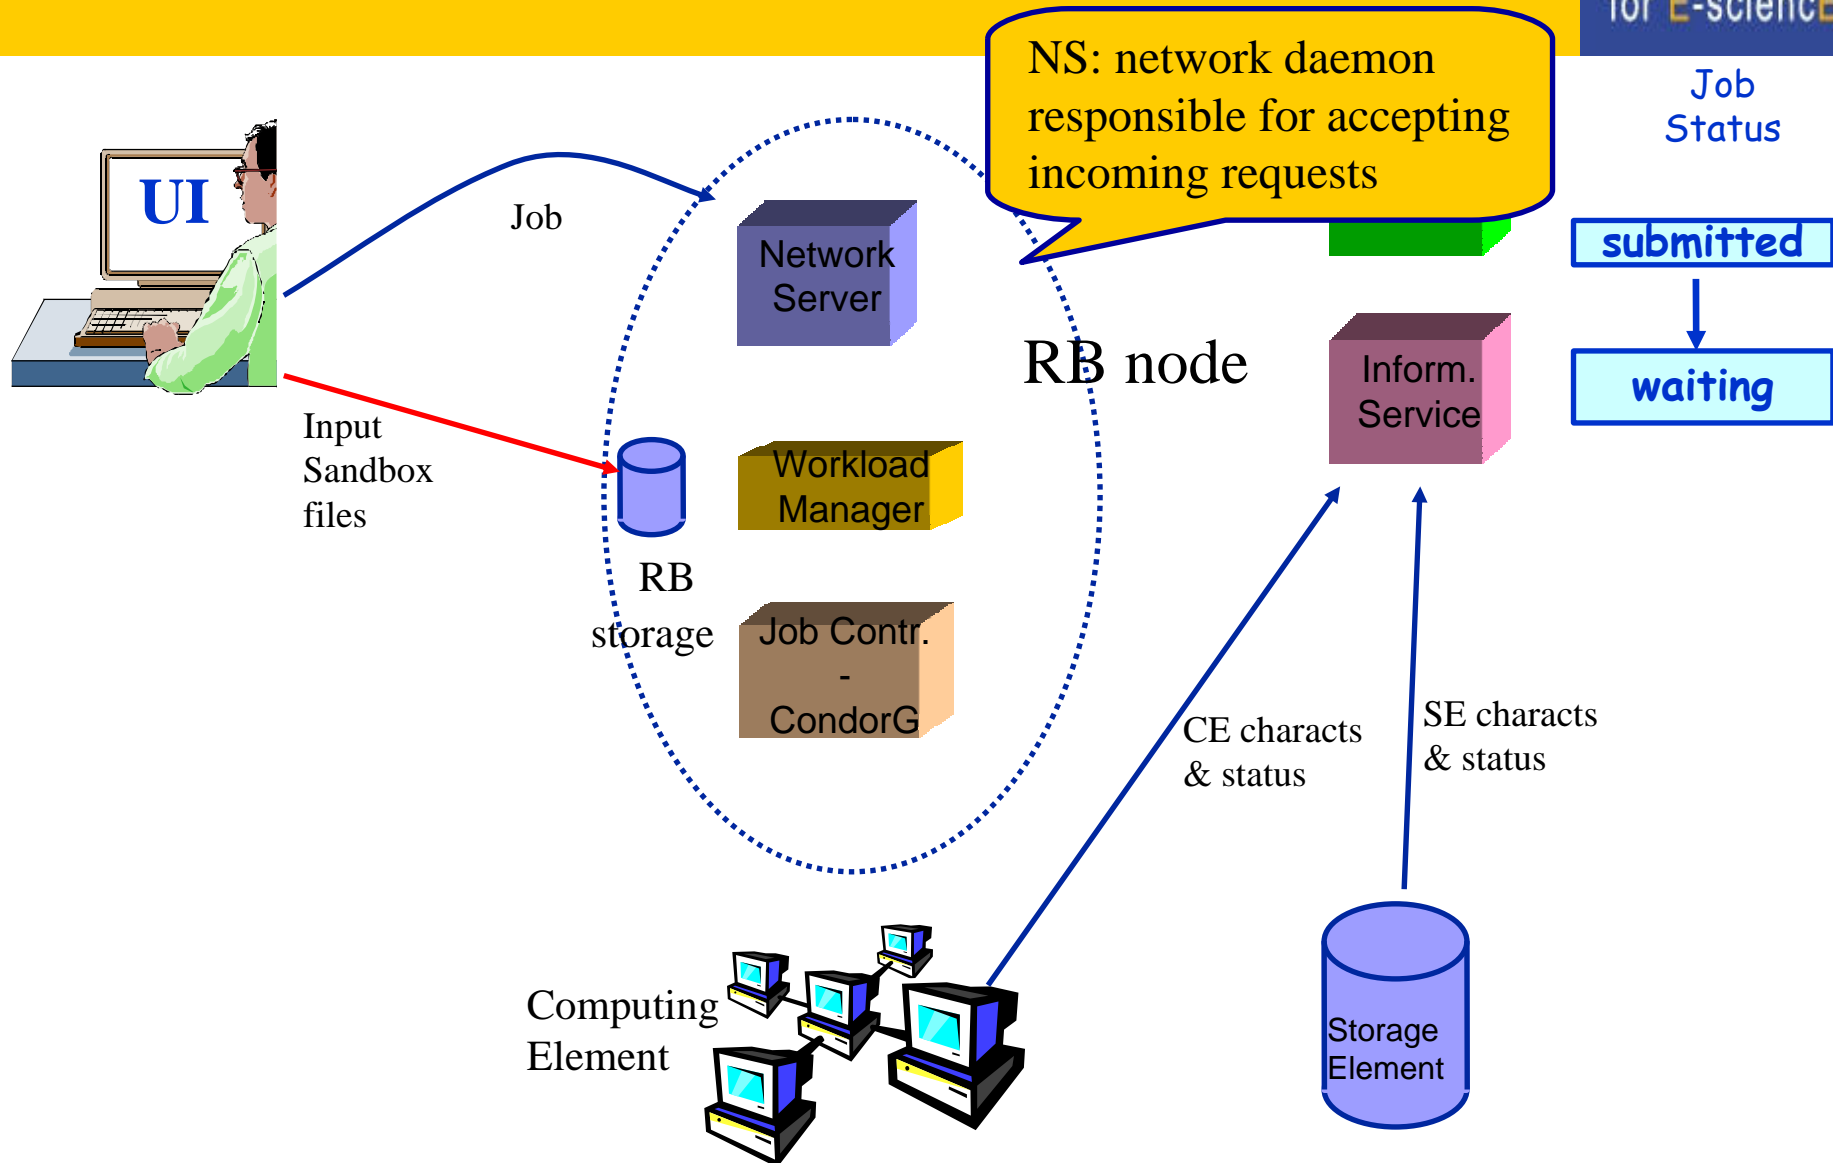 for E-sciencE
NS: network daemon
responsible for accepting
incoming requests
Job
Status
UI
Job
Network
Server
submitted
RB node
Inform.
Service
waiting
Input
Sandbox
files
Workload
Manager
RB
storage
Job Contr.
-
CondorG
CE characts
& status
SE characts
& status
Computing
Element
Storage
Element